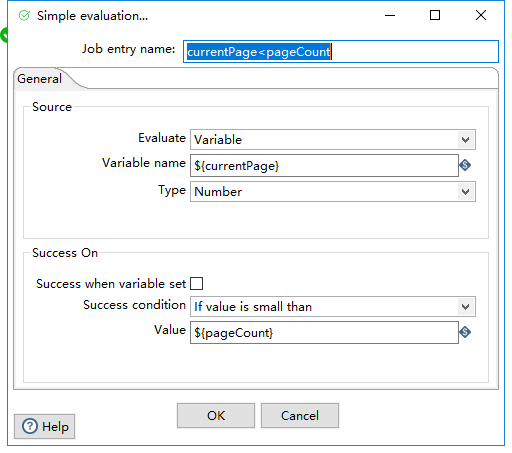 Simple evaluation...
Job entry name: currentPage<pageCount
General
Source
Evaluate Variable
Variable name ${currentPage}
Type Number
Success On
Success when variable set
Success condition If value is small than
Value ${pageCount}
OK Cancel
Help